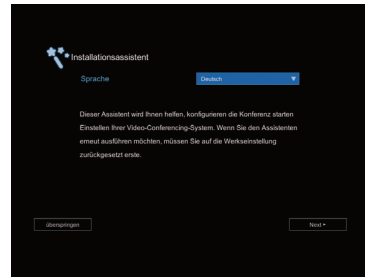 Installationsassistent
Sprache
Deutsch
Dieser Assistent wird Ihnen helfen, konfigurieren die Konferenz starten
Einstellen Ihrer Video-Conferencing-System. Wenn Sie den Assistenten
erneut ausführen möchten, müssen Sie auf die Werkseinstellung
zurückgesetzt erste.
überspringen
Next